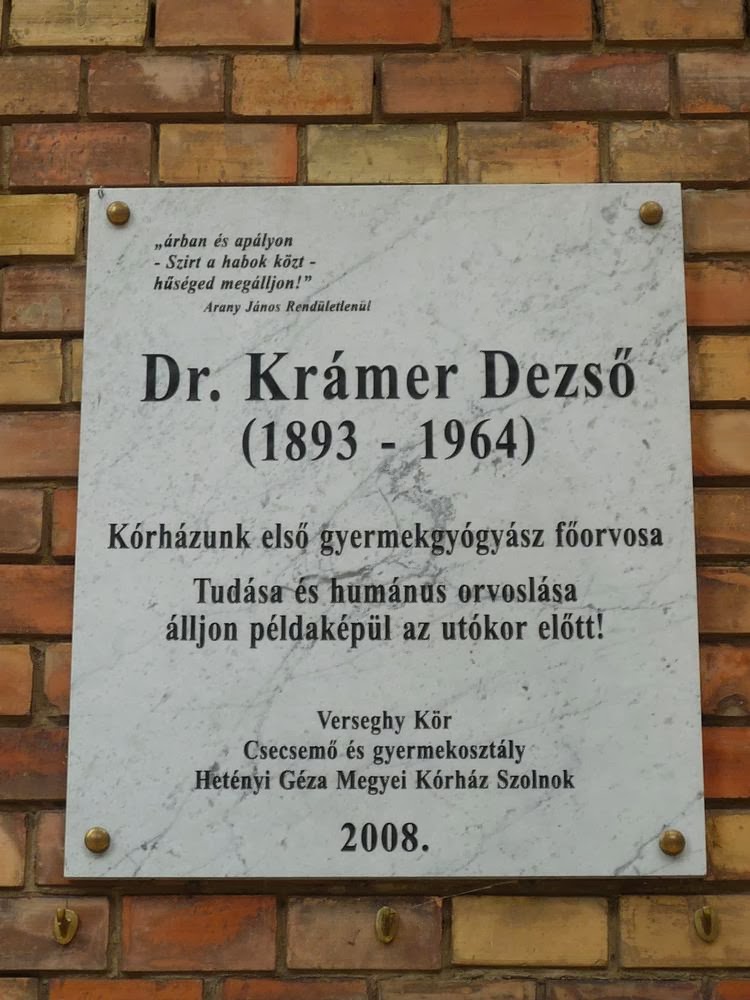 „árban és apályon
- Szirt a habok közt -
hűséged megálljon!”
Arany János Rendületlenül
Dr. Krámer Dezső
(1893 - 1964)
Kórházunk első gyermekgyógyász főorvosa
Tudása és humánus orvoslása
álljon példaképül az utókor előtt!
Verseghy Kör
Csecsemő és gyermekosztály
Hetényi Géza Megyei Kórház Szolnok
2008.